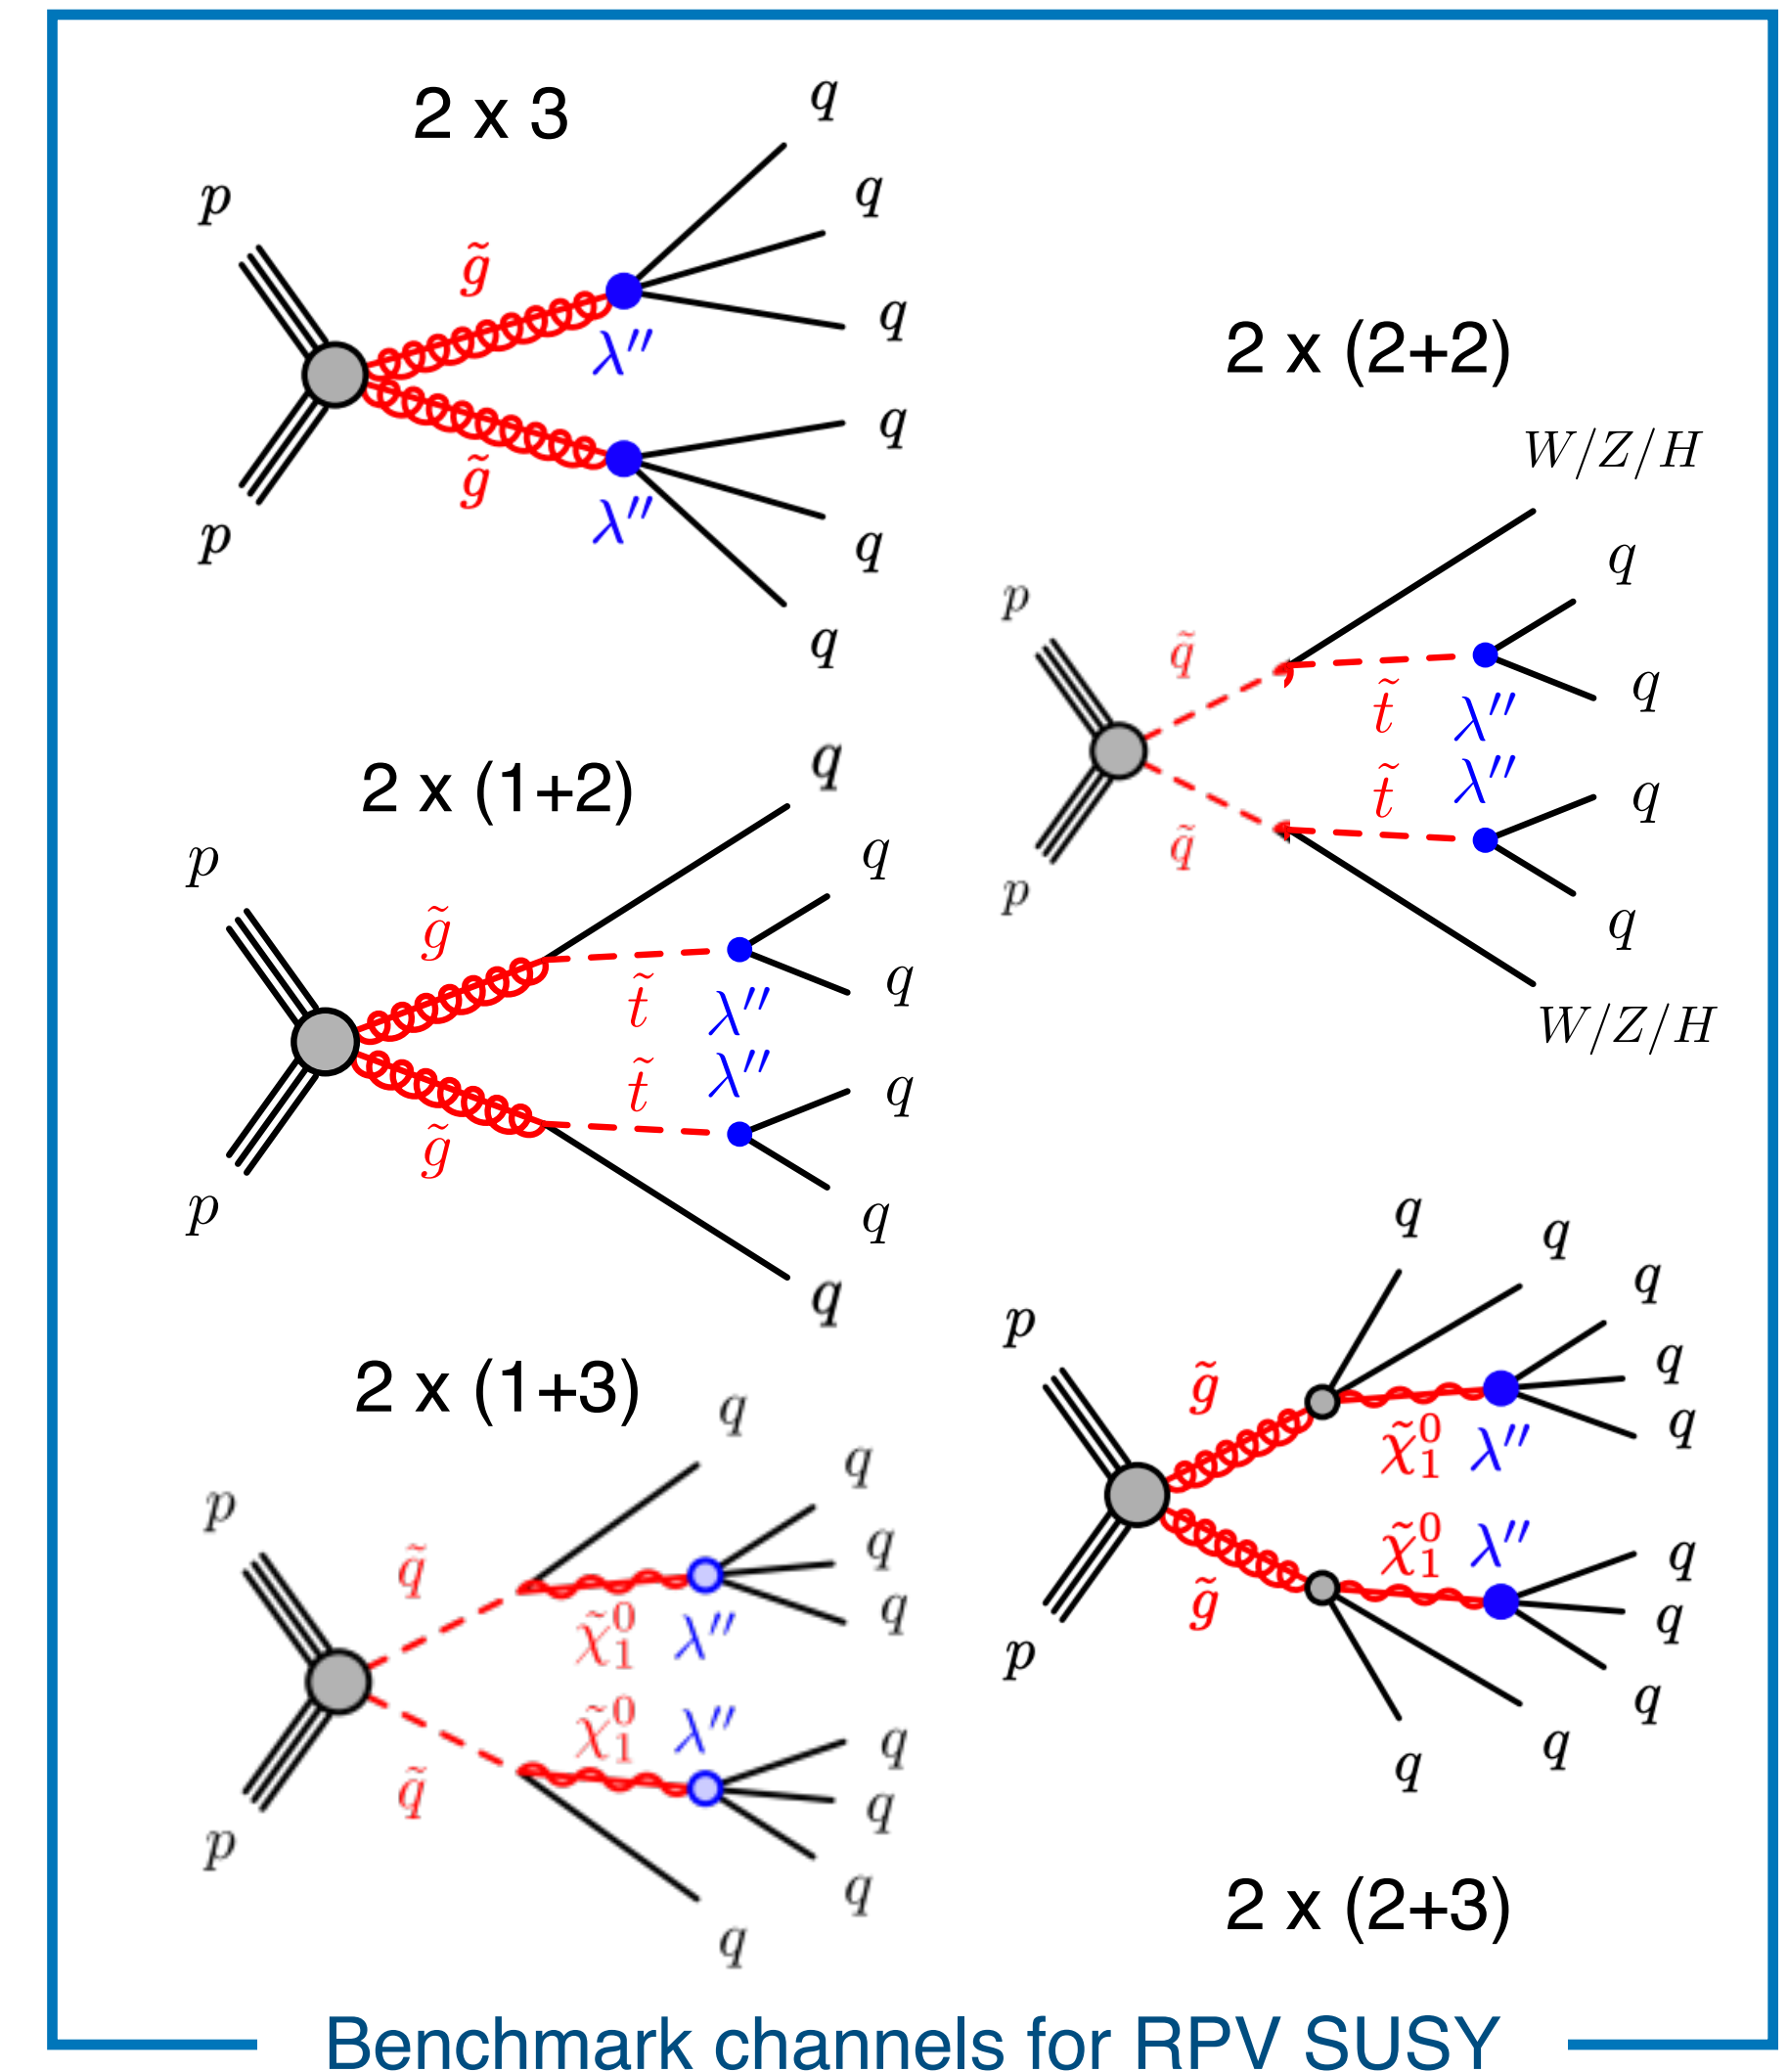 2 x 3
q
q
p
g̃
q
λ″
q
g̃
λ″
p
q
q
2 x (2+2)
W/Z/H
q
p
q̃
q
t̃
λ″
t̃
λ″
q
q̃
p
q
W/Z/H
2 x (1+2)
q
p
q
g̃
q
t̃
λ″
t̃
λ″
q
g̃
p
q
q
2 x (1+3)
q
q
p
q
q̃
q
χ̃⁰₁
λ″
χ̃⁰₁
λ″
q
q̃
q
p
q
q
q
q
q
p
q
g̃
q
χ̃⁰₁
λ″
χ̃⁰₁
λ″
q
g̃
q
p
q
q
q
2 x (2+3)
Benchmark channels for RPV SUSY